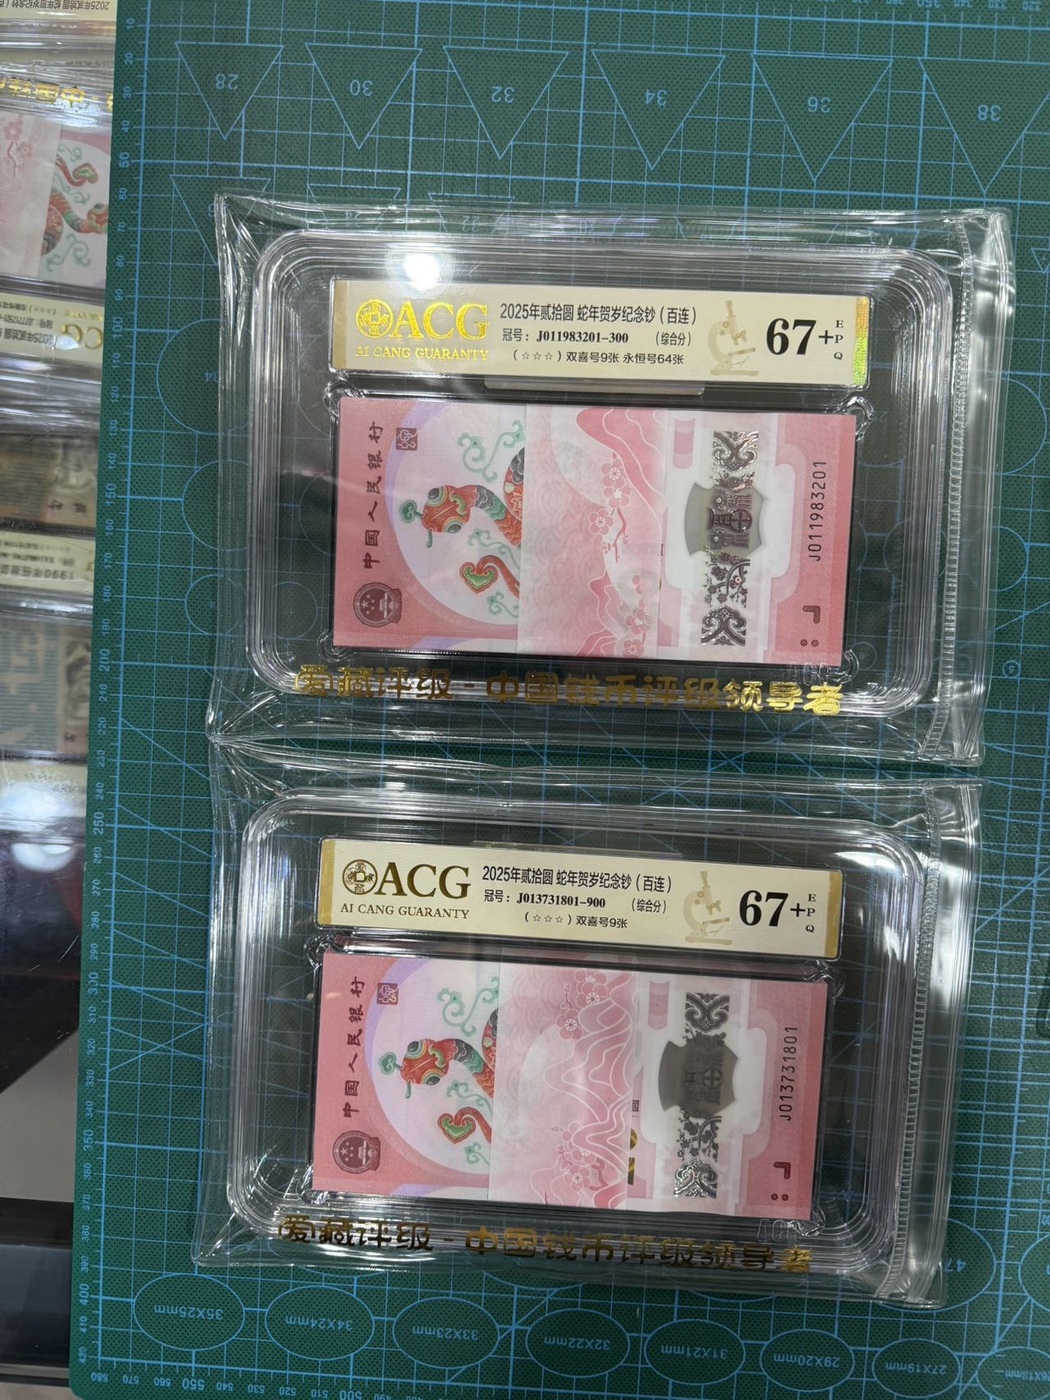 28
30
32
34
36
38
ACG
AI CANG GUARANTY
2025年贰拾圆 蛇年贺岁纪念钞（百连）
冠号：J011983201-300 （综合分）
（☆☆☆）双喜号9张 永恒号64张
67+
E
P
Q
中国人民银行
J011983201
爱藏评级·中国钱币评级领导者
ACG
AI CANG GUARANTY
2025年贰拾圆 蛇年贺岁纪念钞（百连）
冠号：J013731801-900 （综合分）
（☆☆☆）双喜号9张
67+
E
P
Q
中国人民银行
J013731801
爱藏评级·中国钱币评级领导者
35X25mm
34X24mm
33X23mm
32X22mm
31X21mm
29X20mm
27X19mm